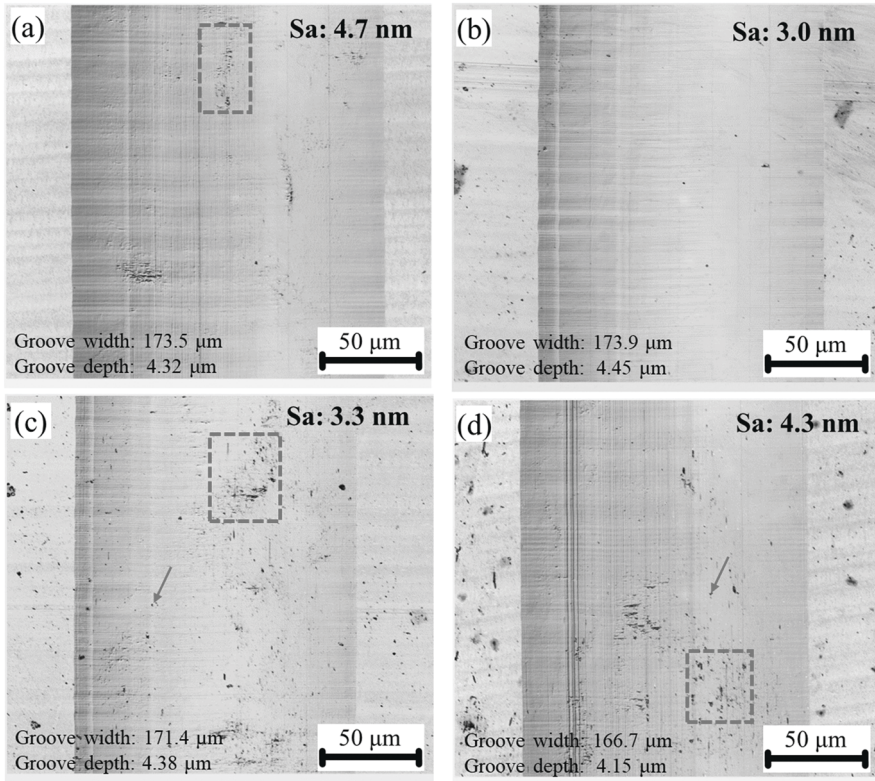 (a)
Sa: 4.7 nm
Groove width: 173.5 µm
Groove depth: 4.32 µm
50 µm
(b)
Sa: 3.0 nm
Groove width: 173.9 µm
Groove depth: 4.45 µm
50 µm
(c)
Sa: 3.3 nm
Groove width: 171.4 µm
Groove depth: 4.38 µm
50 µm
(d)
Sa: 4.3 nm
Groove width: 166.7 µm
Groove depth: 4.15 µm
50 µm